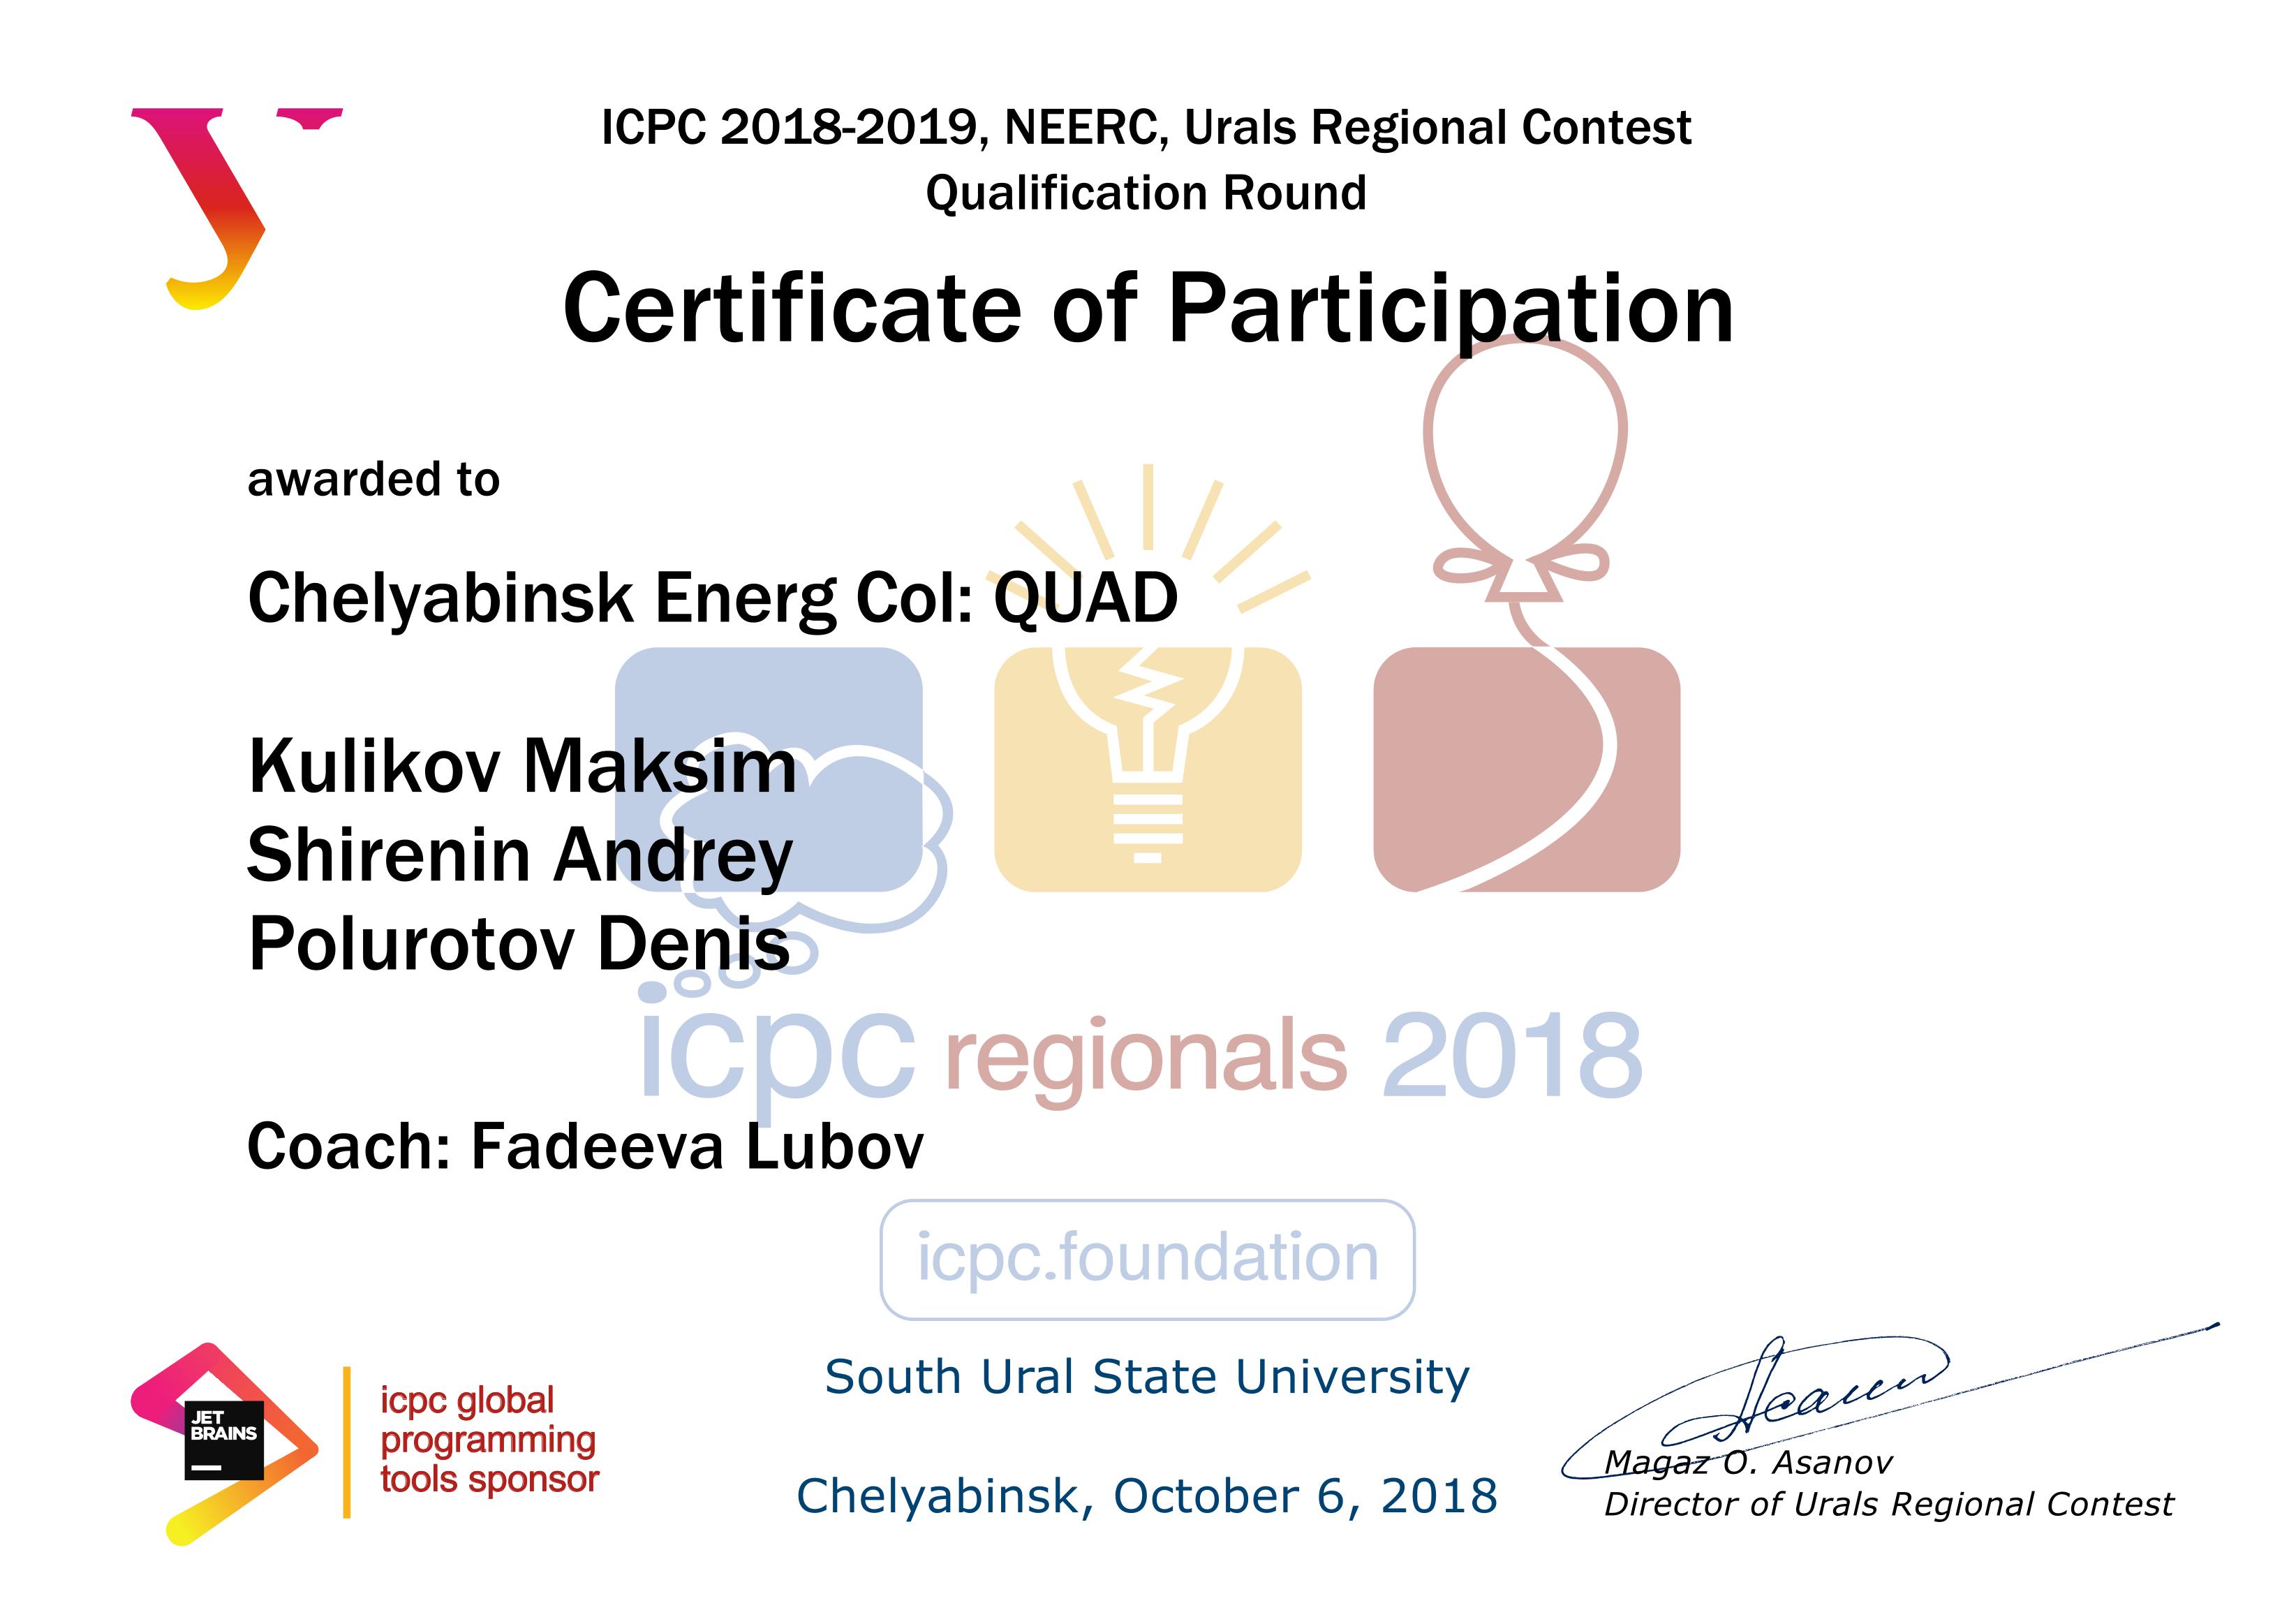 ICPC 2018-2019, NEERC, Urals Regional Contest
Qualification Round
Certificate of Participation
awarded to
Chelyabinsk Energ Col: QUAD
Kulikov Maksim
Shirenin Andrey
Polurotov Denis
icpc regionals 2018
Coach: Fadeeva Lubov
icpc.foundation
JET
BRAINS
icpc global
programming
tools sponsor
South Ural State University
Chelyabinsk, October 6, 2018
Magaz O. Asanov
Director of Urals Regional Contest